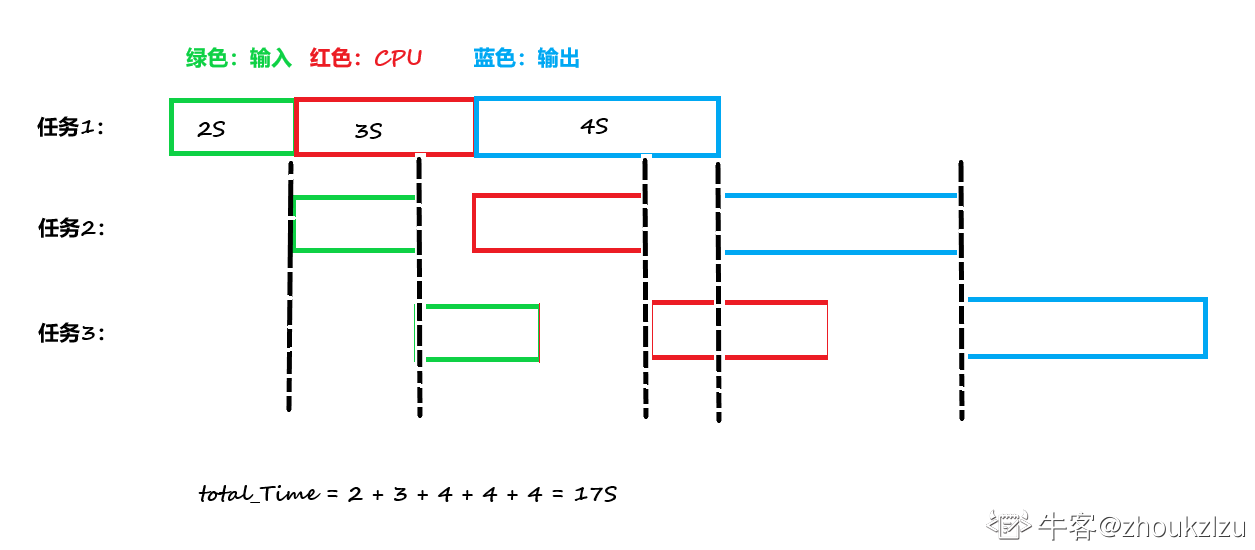 绿色：输入 红色：CPU 蓝色：输出
任务1： 2S 3S 4S
任务2：
任务3：
total_Time = 2 + 3 + 4 + 4 + 4 = 17S
牛客@zhoukzlzu